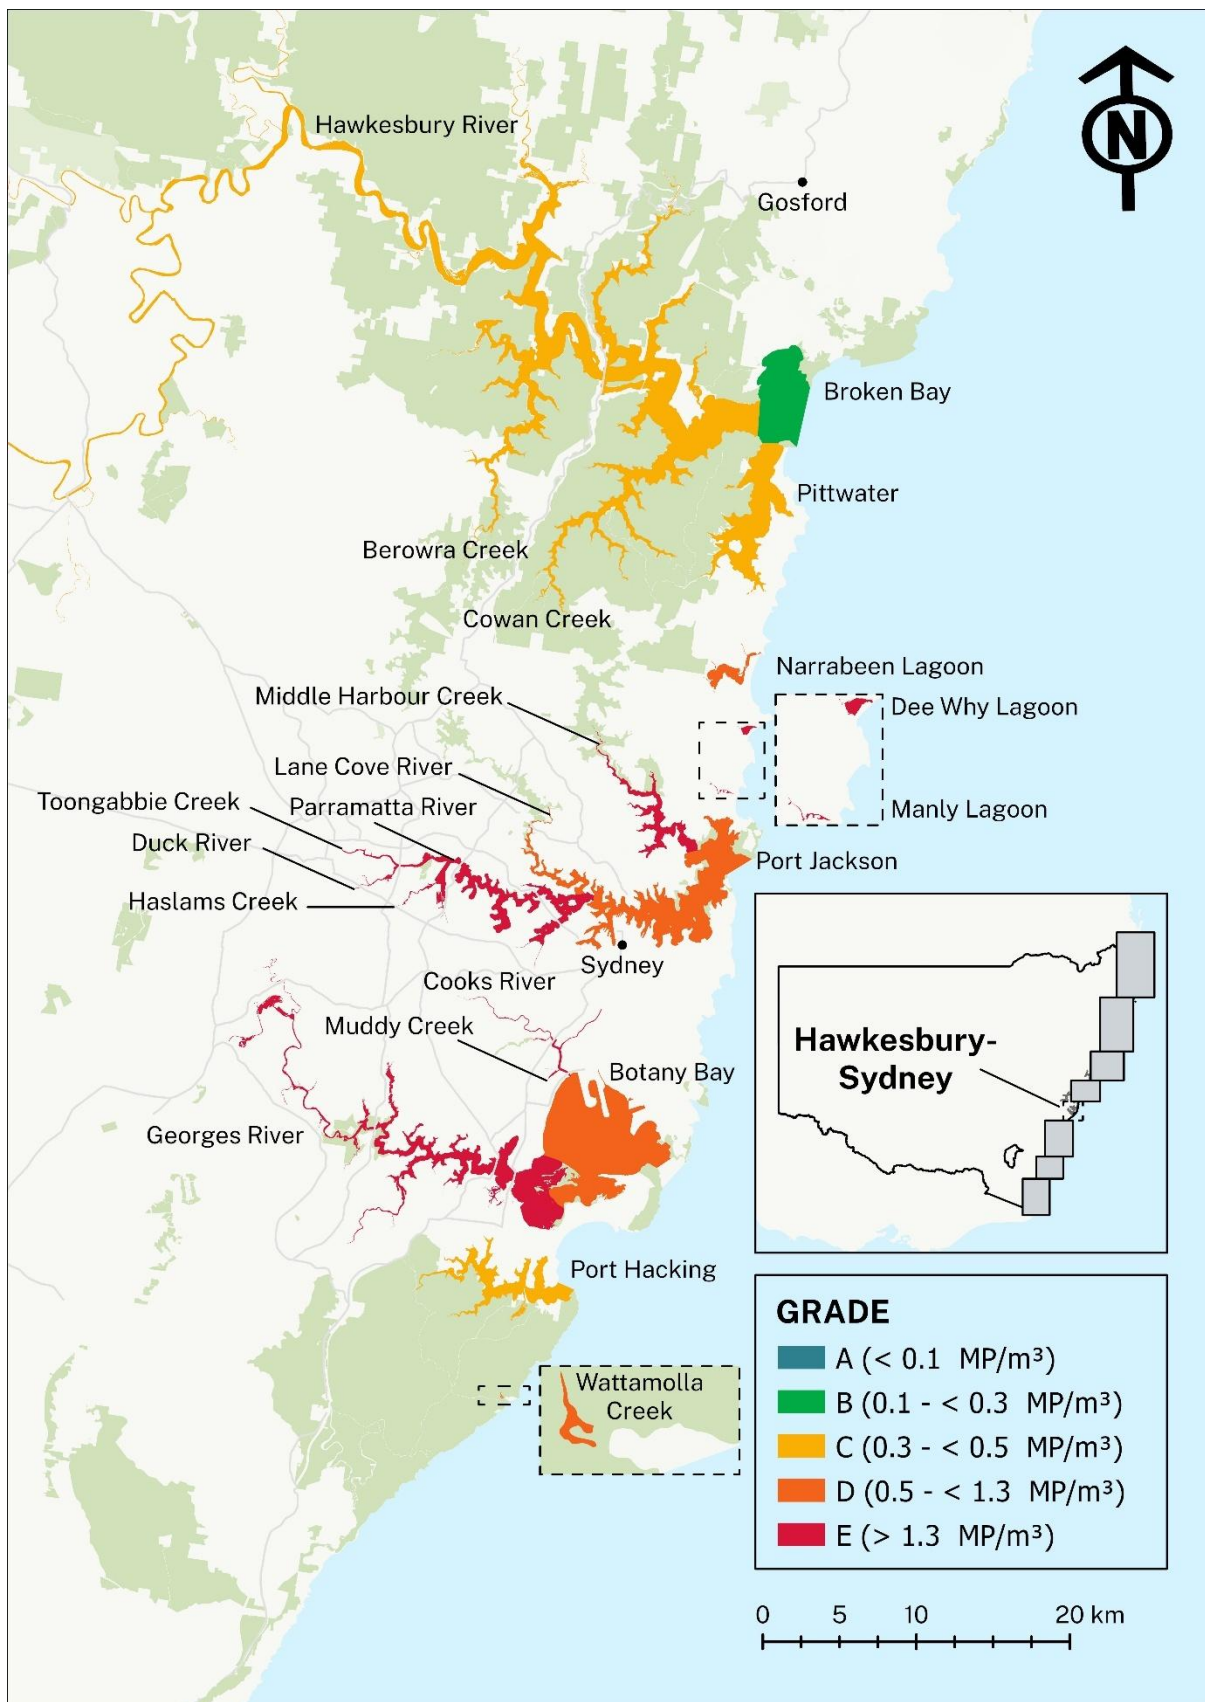 N
Hawkesbury River
Gosford
Broken Bay
Pittwater
Berowra Creek
Cowan Creek
Narrabeen Lagoon
Middle Harbour Creek
Dee Why Lagoon
Lane Cove River
Toongabbie Creek
Parramatta River
Manly Lagoon
Duck River
Port Jackson
Haslams Creek
Sydney
Cooks River
Muddy Creek
Botany Bay
Hawkesbury-
Sydney
Georges River
Port Hacking
Wattamolla
Creek
GRADE
A (< 0.1 MP/m³)
B (0.1 - < 0.3 MP/m³)
C (0.3 - < 0.5 MP/m³)
D (0.5 - < 1.3 MP/m³)
E (> 1.3 MP/m³)
0 5 10 20 km